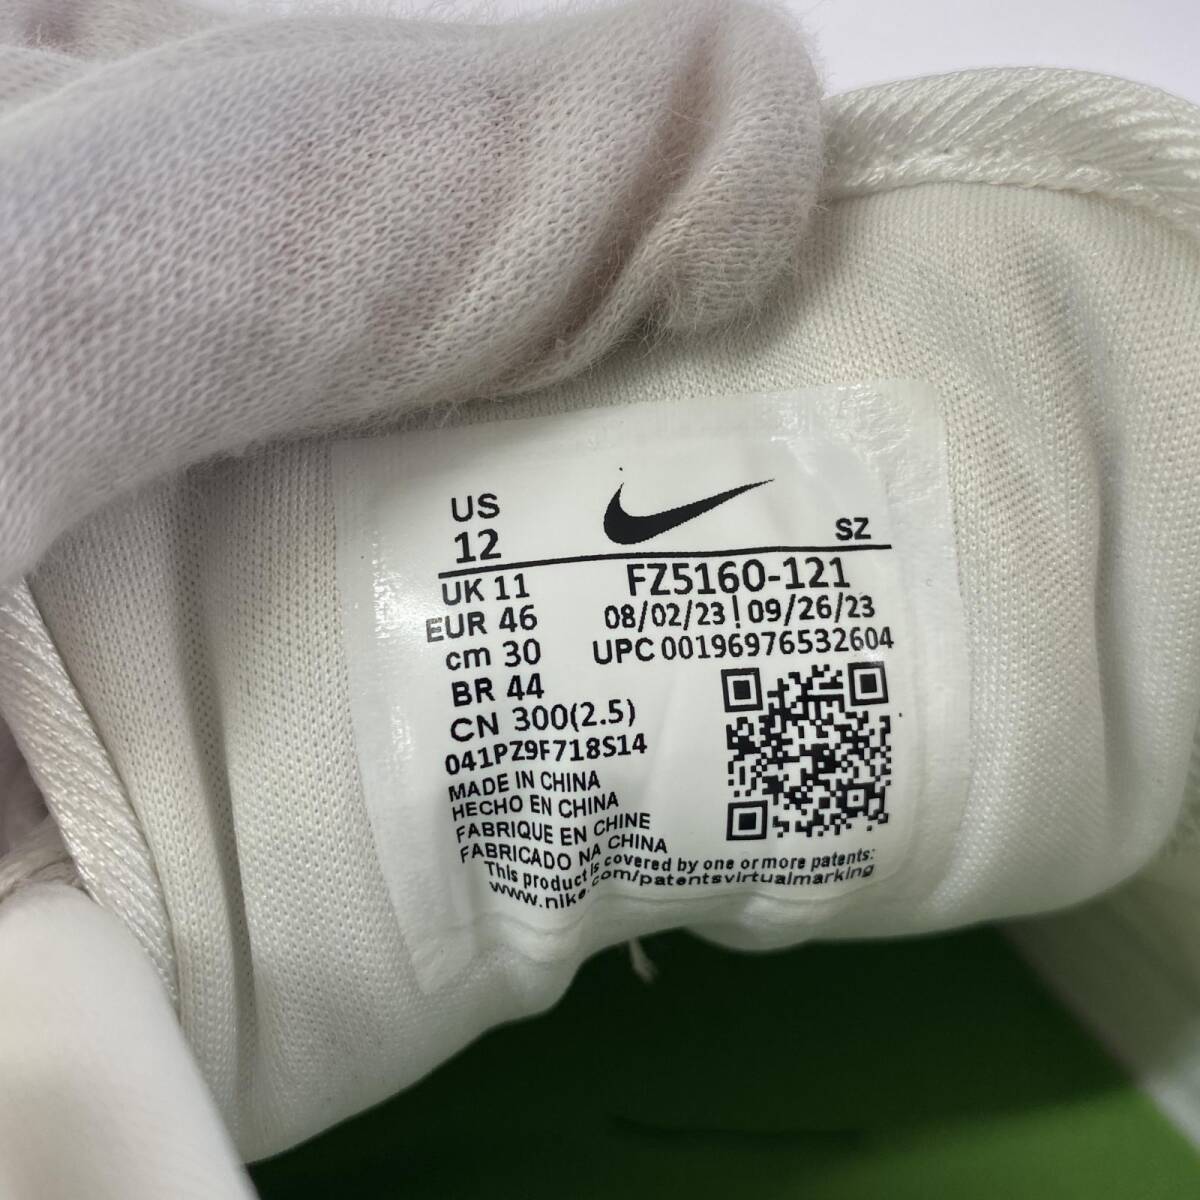 US
12
SZ
UK 11
EUR 46
cm 30
BR 44
CN 300(2.5)
FZ5160-121
08/02/23 | 09/26/23
UPC 00196976532604
041PZ9F718S14
MADE IN CHINA
HECHO EN CHINA
FABRIQUE EN CHINE
FABRICADO NA CHINA
This product is covered by one or more patents:
www.nike.com/patentsvirtualmarking